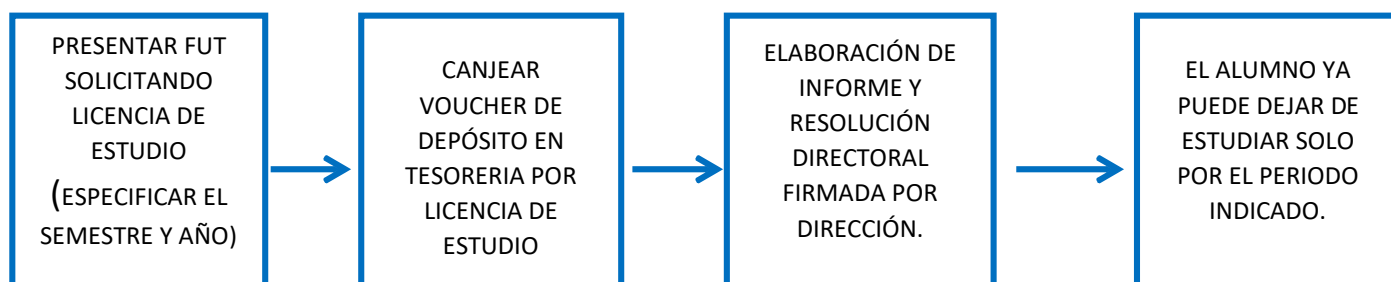 PRESENTAR FUT
SOLICITANDO
LICENCIA DE
ESTUDIO
(ESPECIFICAR EL
SEMESTRE Y AÑO)
CANJEAR
VOUCHER DE
DEPÓSITO EN
TESORERIA POR
LICENCIA DE
ESTUDIO
ELABORACIÓN DE
INFORME Y
RESOLUCIÓN
DIRECTORAL
FIRMADA POR
DIRECCIÓN.
EL ALUMNO YA
PUEDE DEJAR DE
ESTUDIAR SOLO
POR EL PERIODO
INDICADO.